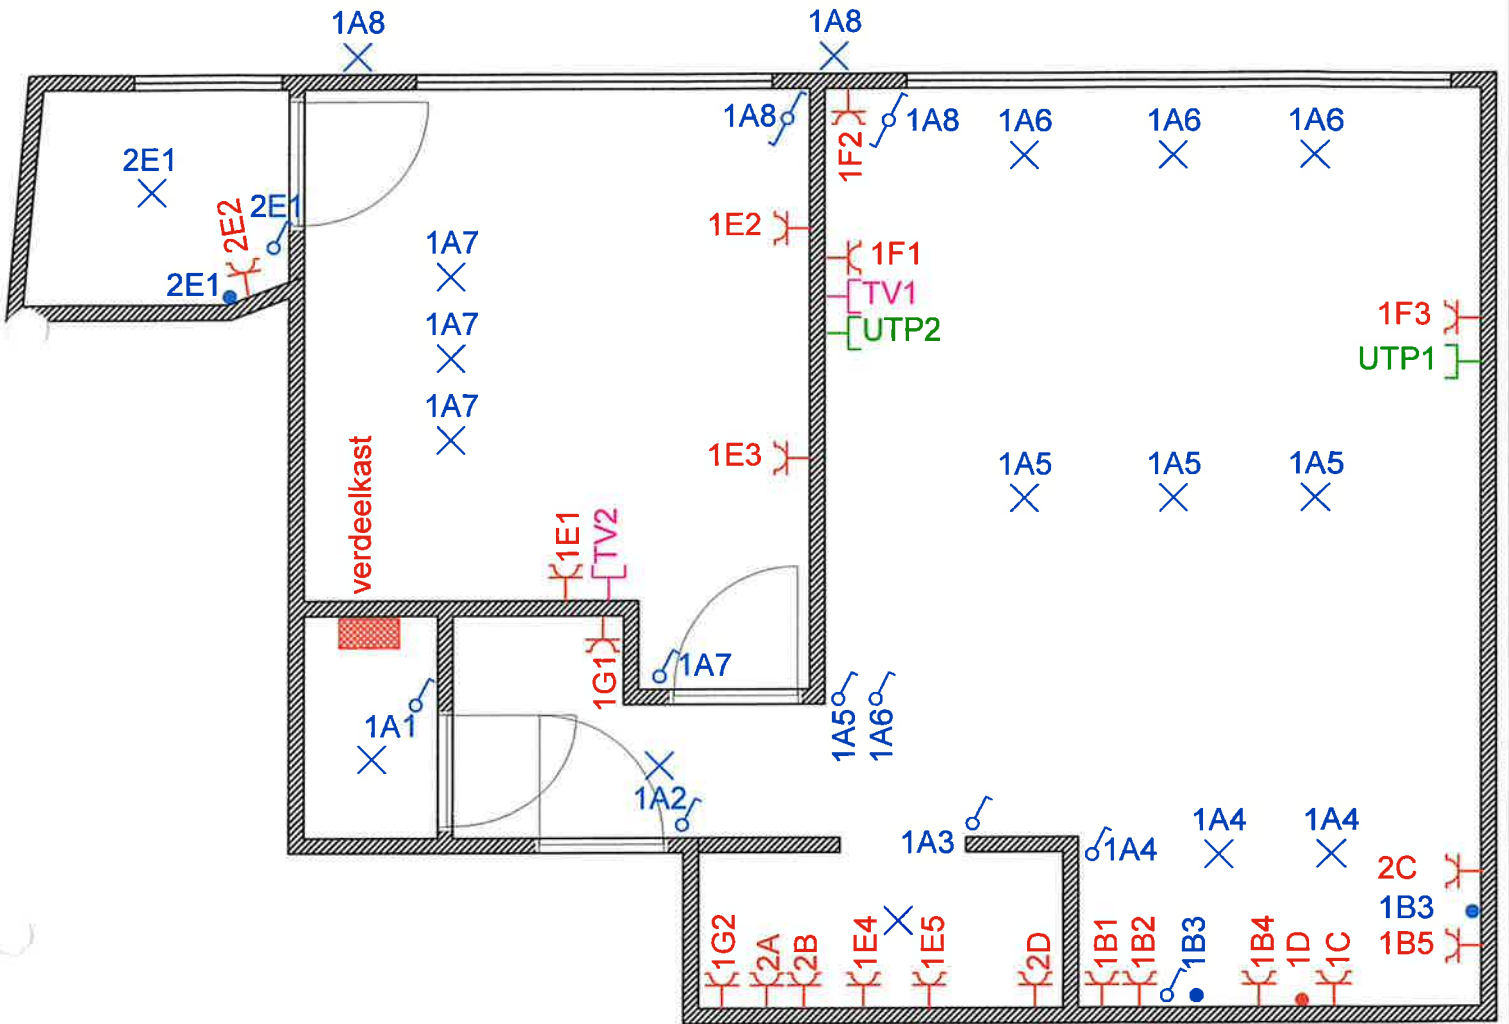 1A8
1A8
1A8
1A8
1F2
1A6
1A6
1A6
2E1
2E1
2E2
2E1
1E2
1F1
TV1
UTP2
1A7
1A7
1A7
1F3
UTP1
1E3
1A5
1A5
1A5
verdeelkast
1E1
TV2
1G1
1A7
1A1
1A5
1A6
1A2
1A3
1A4
1A4
1A4
2C
1B3
1B5
1G2
2A
2B
1E4
1E5
2D
1B1
1B2
1B3
1B4
1D
1C